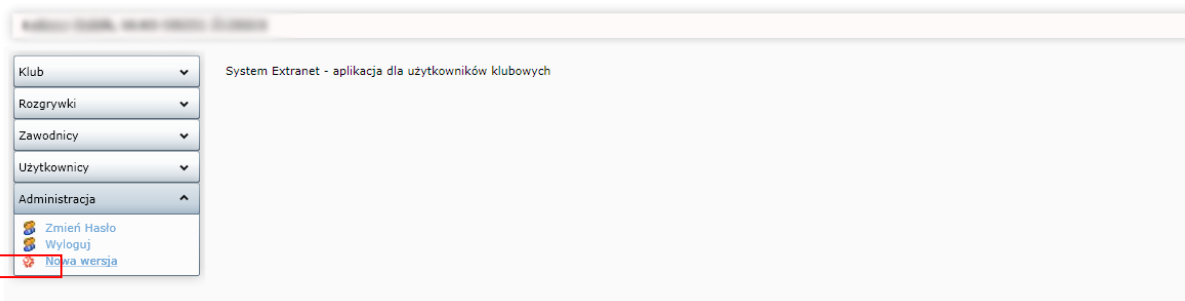 Klub
System Extranet - aplikacja dla użytkowników klubowych
Rozgrywki
Zawodnicy
Użytkownicy
Administracja
Zmień Hasło
Wyloguj
Nowa wersja